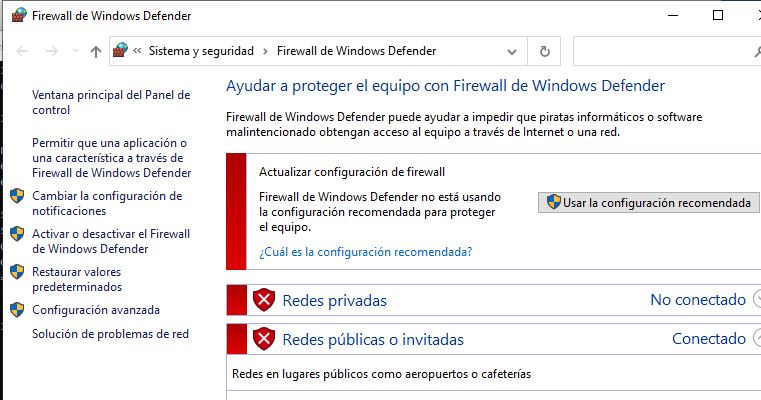 Firewall de Windows Defender
Sistema y seguridad
Firewall de Windows Defender
Ventana principal del Panel de
control
Permitir que una aplicación o
una característica a través de
Firewall de Windows Defender
Cambiar la configuración de
notificaciones
Activar o desactivar el Firewall
de Windows Defender
Restaurar valores
predeterminados
Configuración avanzada
Solución de problemas de red
Ayudar a proteger el equipo con Firewall de Windows Defender
Firewall de Windows Defender puede ayudar a impedir que piratas informáticos o software
malintencionado obtengan acceso al equipo a través de Internet o una red.
Actualizar configuración de firewall
Firewall de Windows Defender no está usando
la configuración recomendada para proteger
el equipo.
Usar la configuración recomendada
¿Cuál es la configuración recomendada?
Redes privadas
No conectado
Redes públicas o invitadas
Conectado
Redes en lugares públicos como aeropuertos o cafeterías